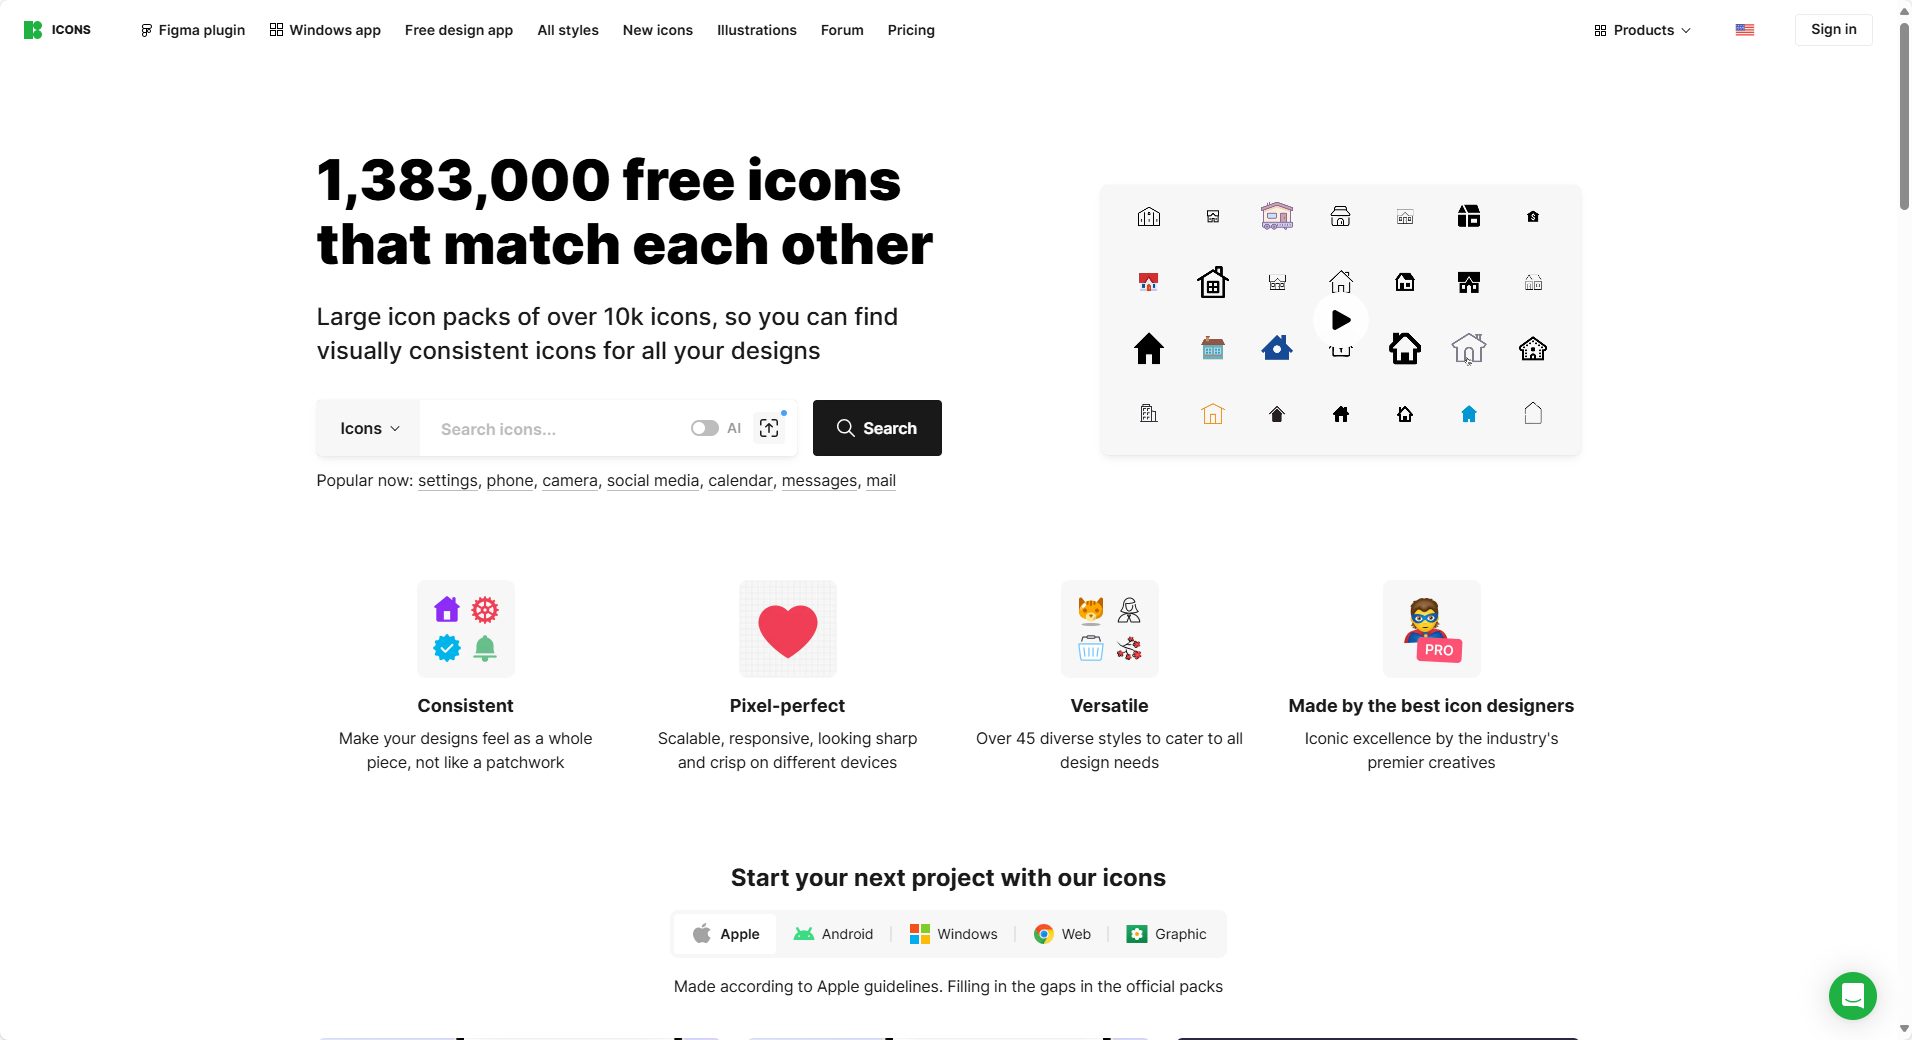 ICONS
Figma plugin
Windows app
Free design app
All styles
New icons
Illustrations
Forum
Pricing
Products
Sign in
1,383,000 free icons
that match each other
Large icon packs of over 10k icons, so you can find
visually consistent icons for all your designs
Icons
Search icons...
AI
Search
Popular now: settings, phone, camera, social media, calendar, messages, mail
PRO
Consistent
Make your designs feel as a whole
piece, not like a patchwork
Pixel-perfect
Scalable, responsive, looking sharp
and crisp on different devices
Versatile
Over 45 diverse styles to cater to all
design needs
Made by the best icon designers
Iconic excellence by the industry's
premier creatives
Start your next project with our icons
Apple
Android
Windows
Web
Graphic
Made according to Apple guidelines. Filling in the gaps in the official packs